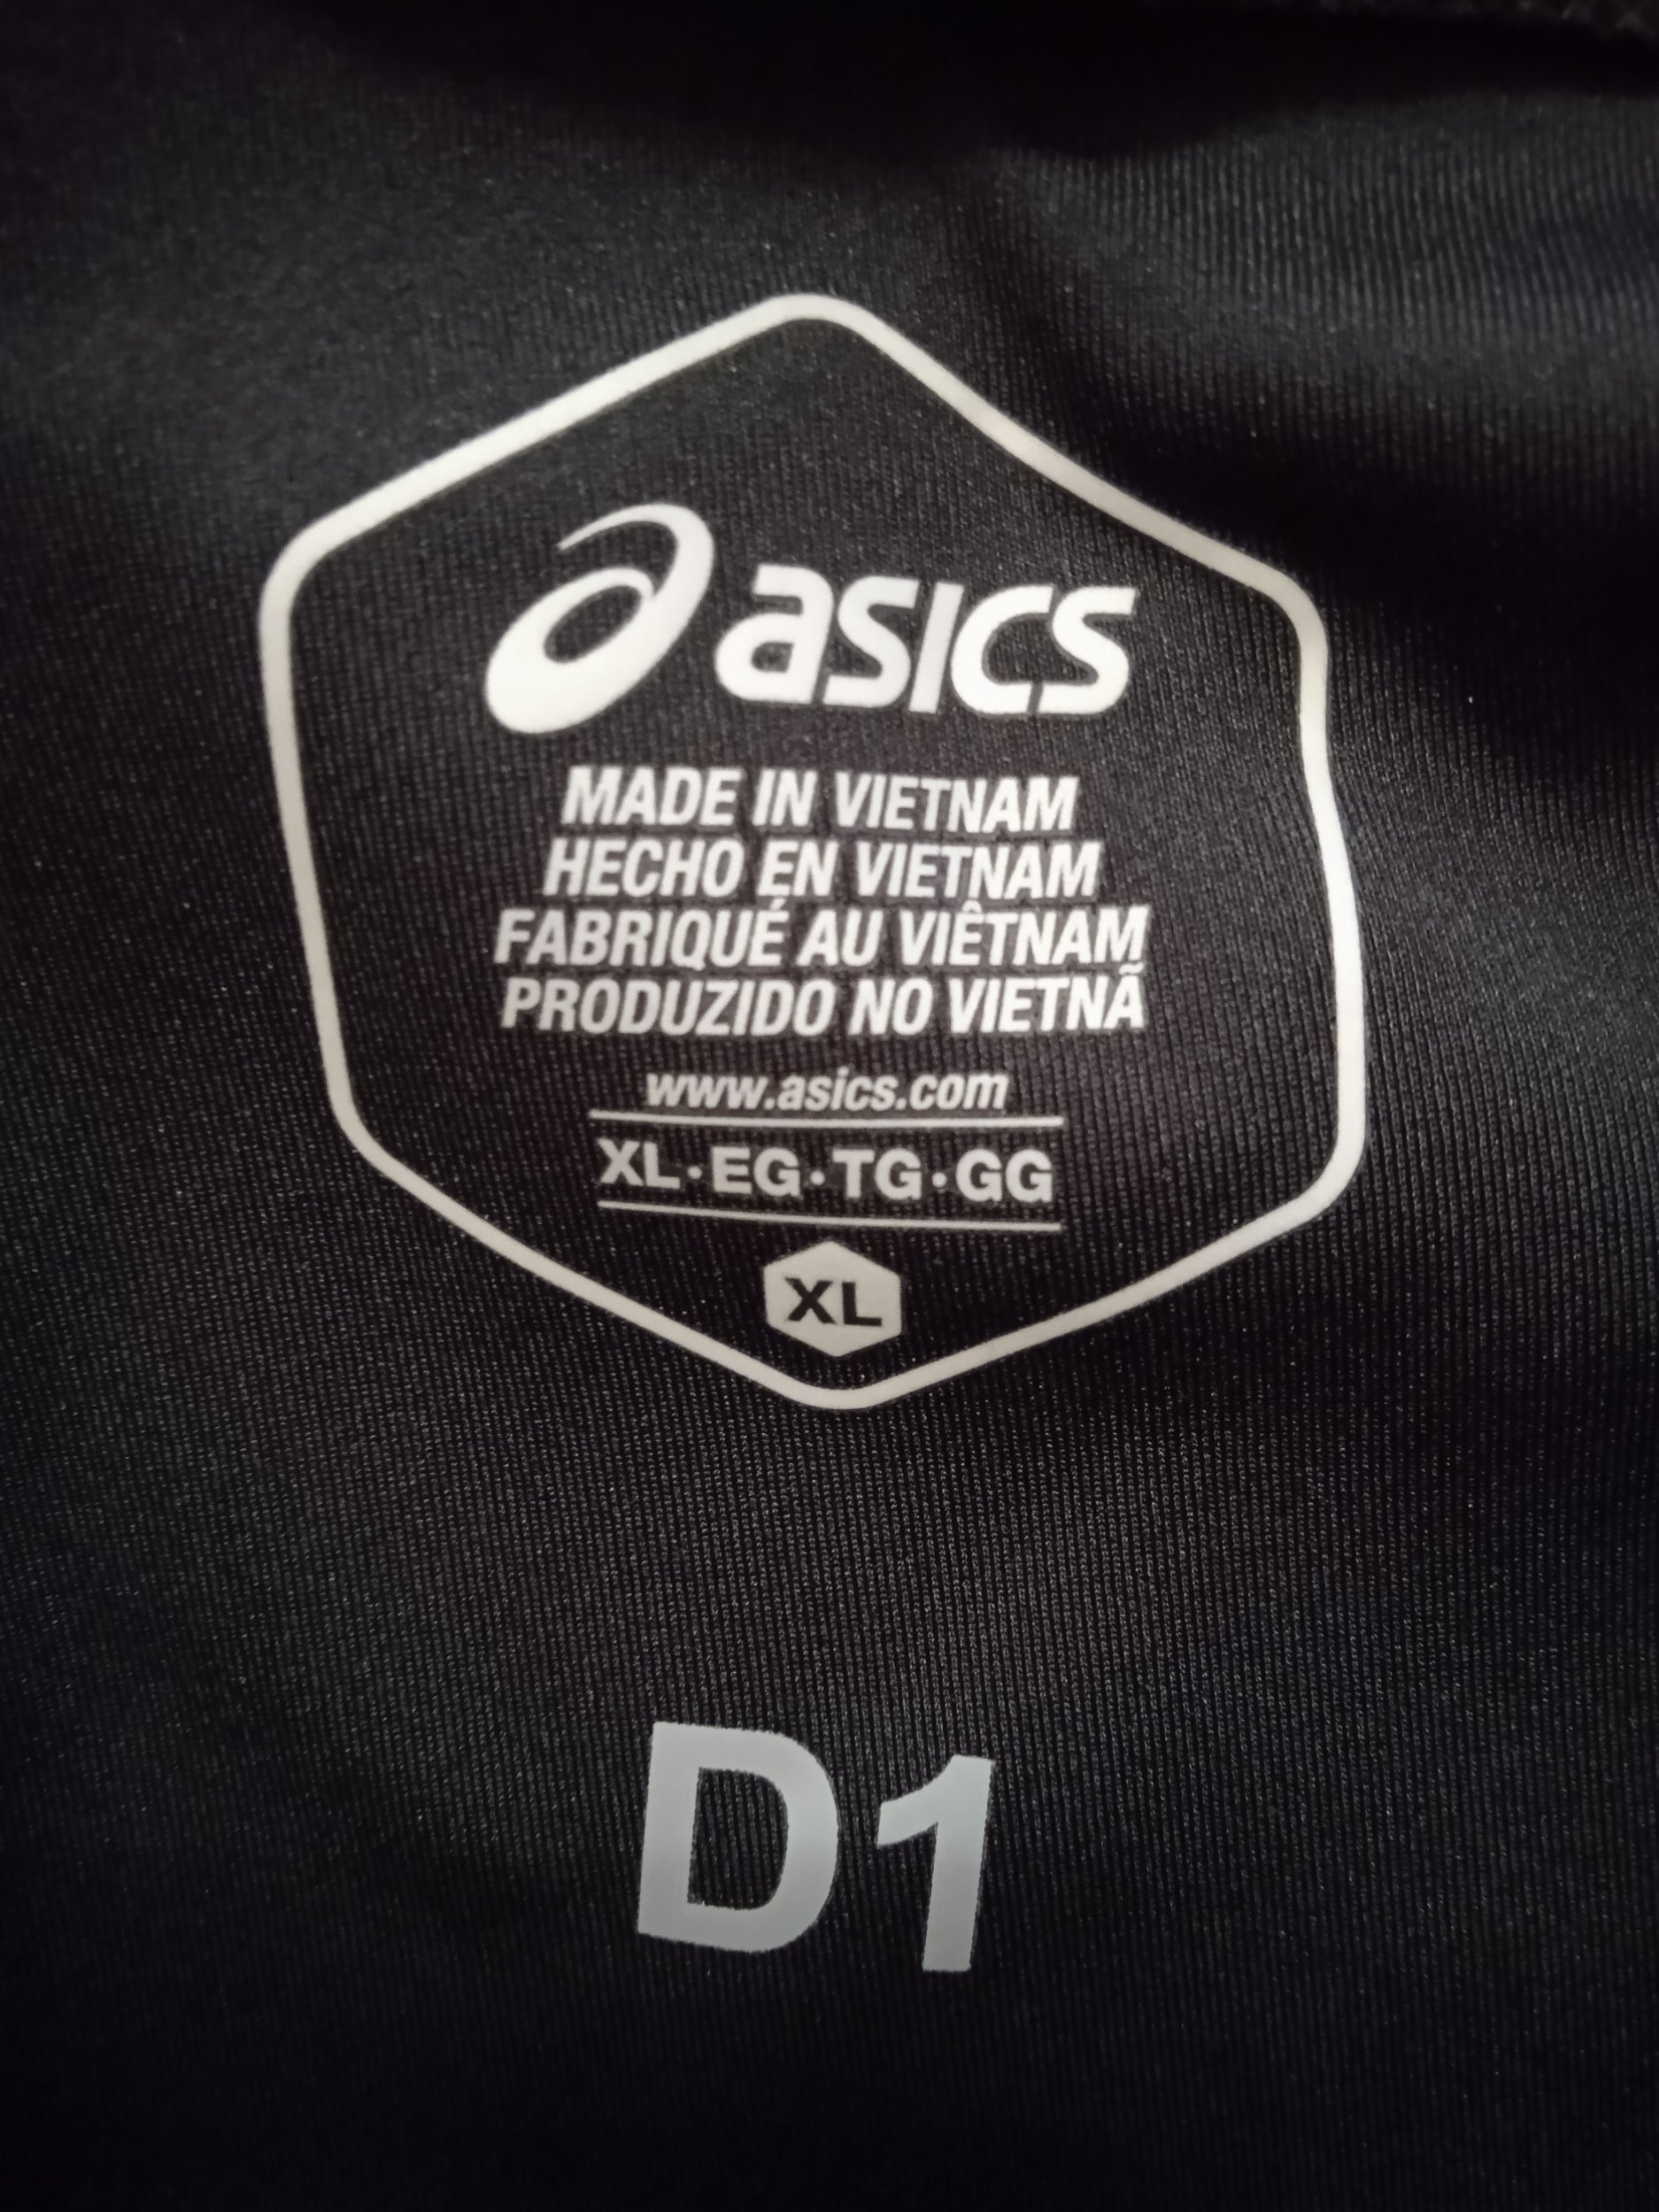 asics
MADE IN VIETNAM
HECHO EN VIETNAM
FABRIQUÉ AU VIÊTNAM
PRODUZIDO NO VIETNÃ
www.asics.com
XL·EG·TG·GG
XL
D1